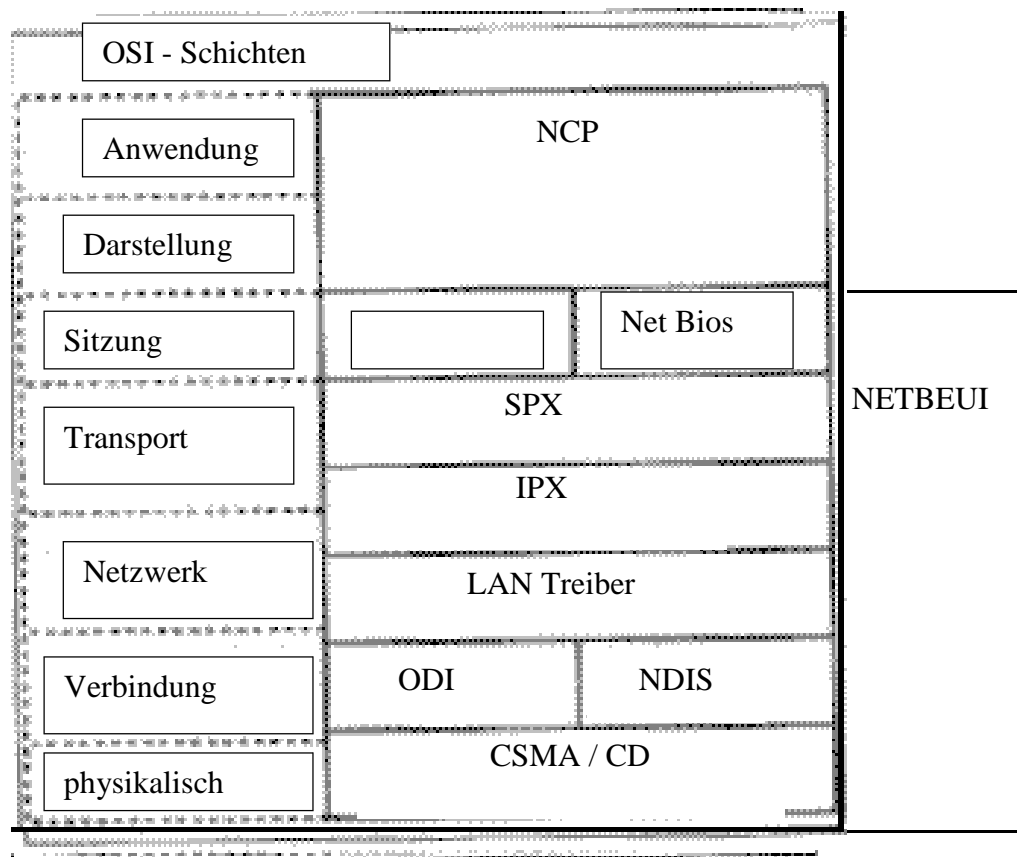 OSI - Schichten
Anwendung
NCP
Darstellung
Sitzung
Net Bios
NETBEUI
Transport
SPX
IPX
Netzwerk
LAN Treiber
Verbindung
ODI
NDIS
physikalisch
CSMA / CD